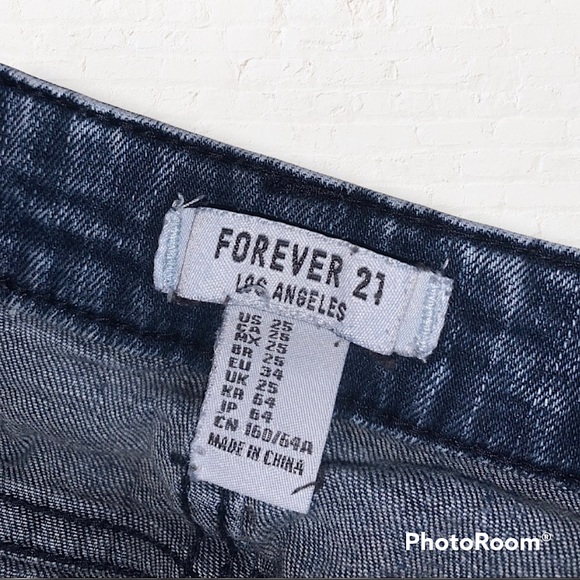 FOREVER 21
LOS ANGELES
US 25
CA 25
MX 25
BR 25
EU 34
UK 25
KR 64
JP 64
CN 160/64A
MADE IN CHINA
PhotoRoom®